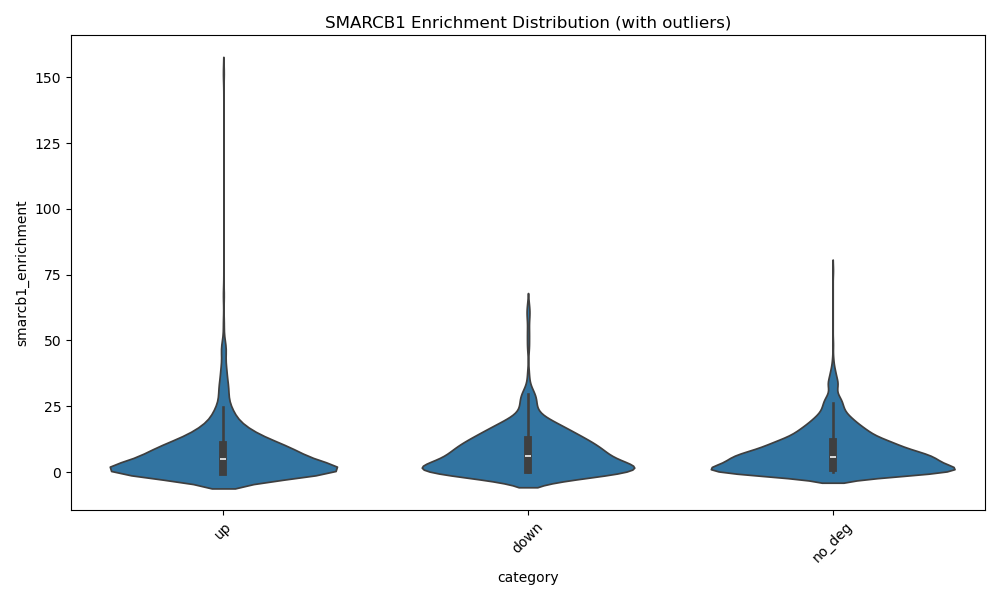 SMARCB1 Enrichment Distribution (with outliers)
smarcb1_enrichment
150
125
100
75
50
25
0
up
down
no_deg
category